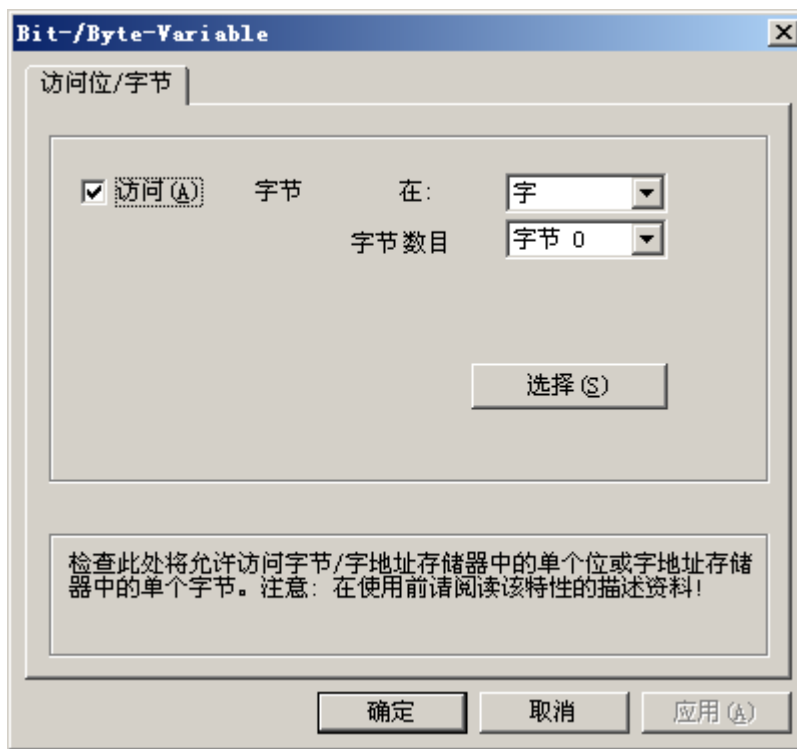 Bit-/Byte-Variable
访问位/字节
访问(A) 字节 在: 字
字节数目 字节 0
选择(S)
检查此处将允许访问字节/字地址存储器中的单个位或字地址存储
器中的单个字节。注意: 在使用前请阅读该特性的描述资料!
确定 取消 应用(A)